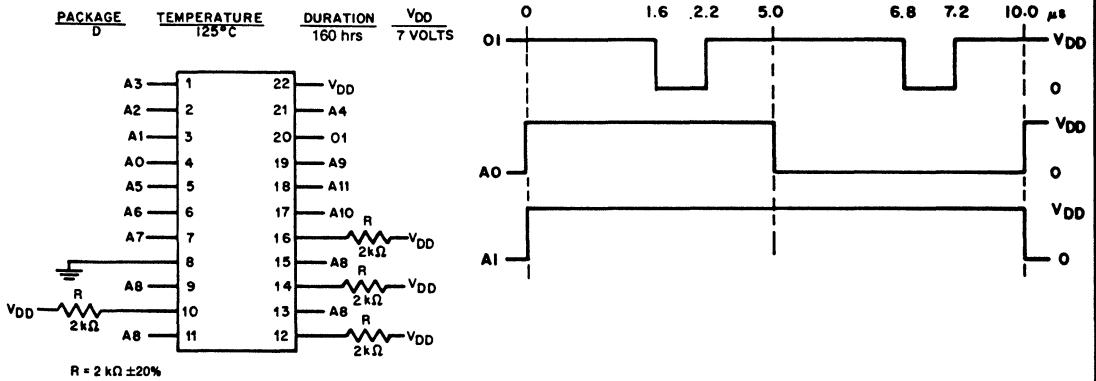 PACKAGE TEMPERATURE DURATION VDD
D 125°C 160 hrs 7 VOLTS
A3 1 22 VDD
A2 2 21 A4
A1 3 20 O1
A0 4 19 A9
A5 5 18 A11
A6 6 17 A10
R
A7 7 16 VDD
2kΩ
8 15 A8
R
A8 9 14 VDD
2kΩ
R
VDD 10 13 A8
2kΩ
R
A8 11 12 VDD
2kΩ
R = 2 kΩ ±20%
0 1.6 2.2 5.0 6.8 7.2 10.0 µs
O1 VDD
0
VDD
A0 0
VDD
A1 0